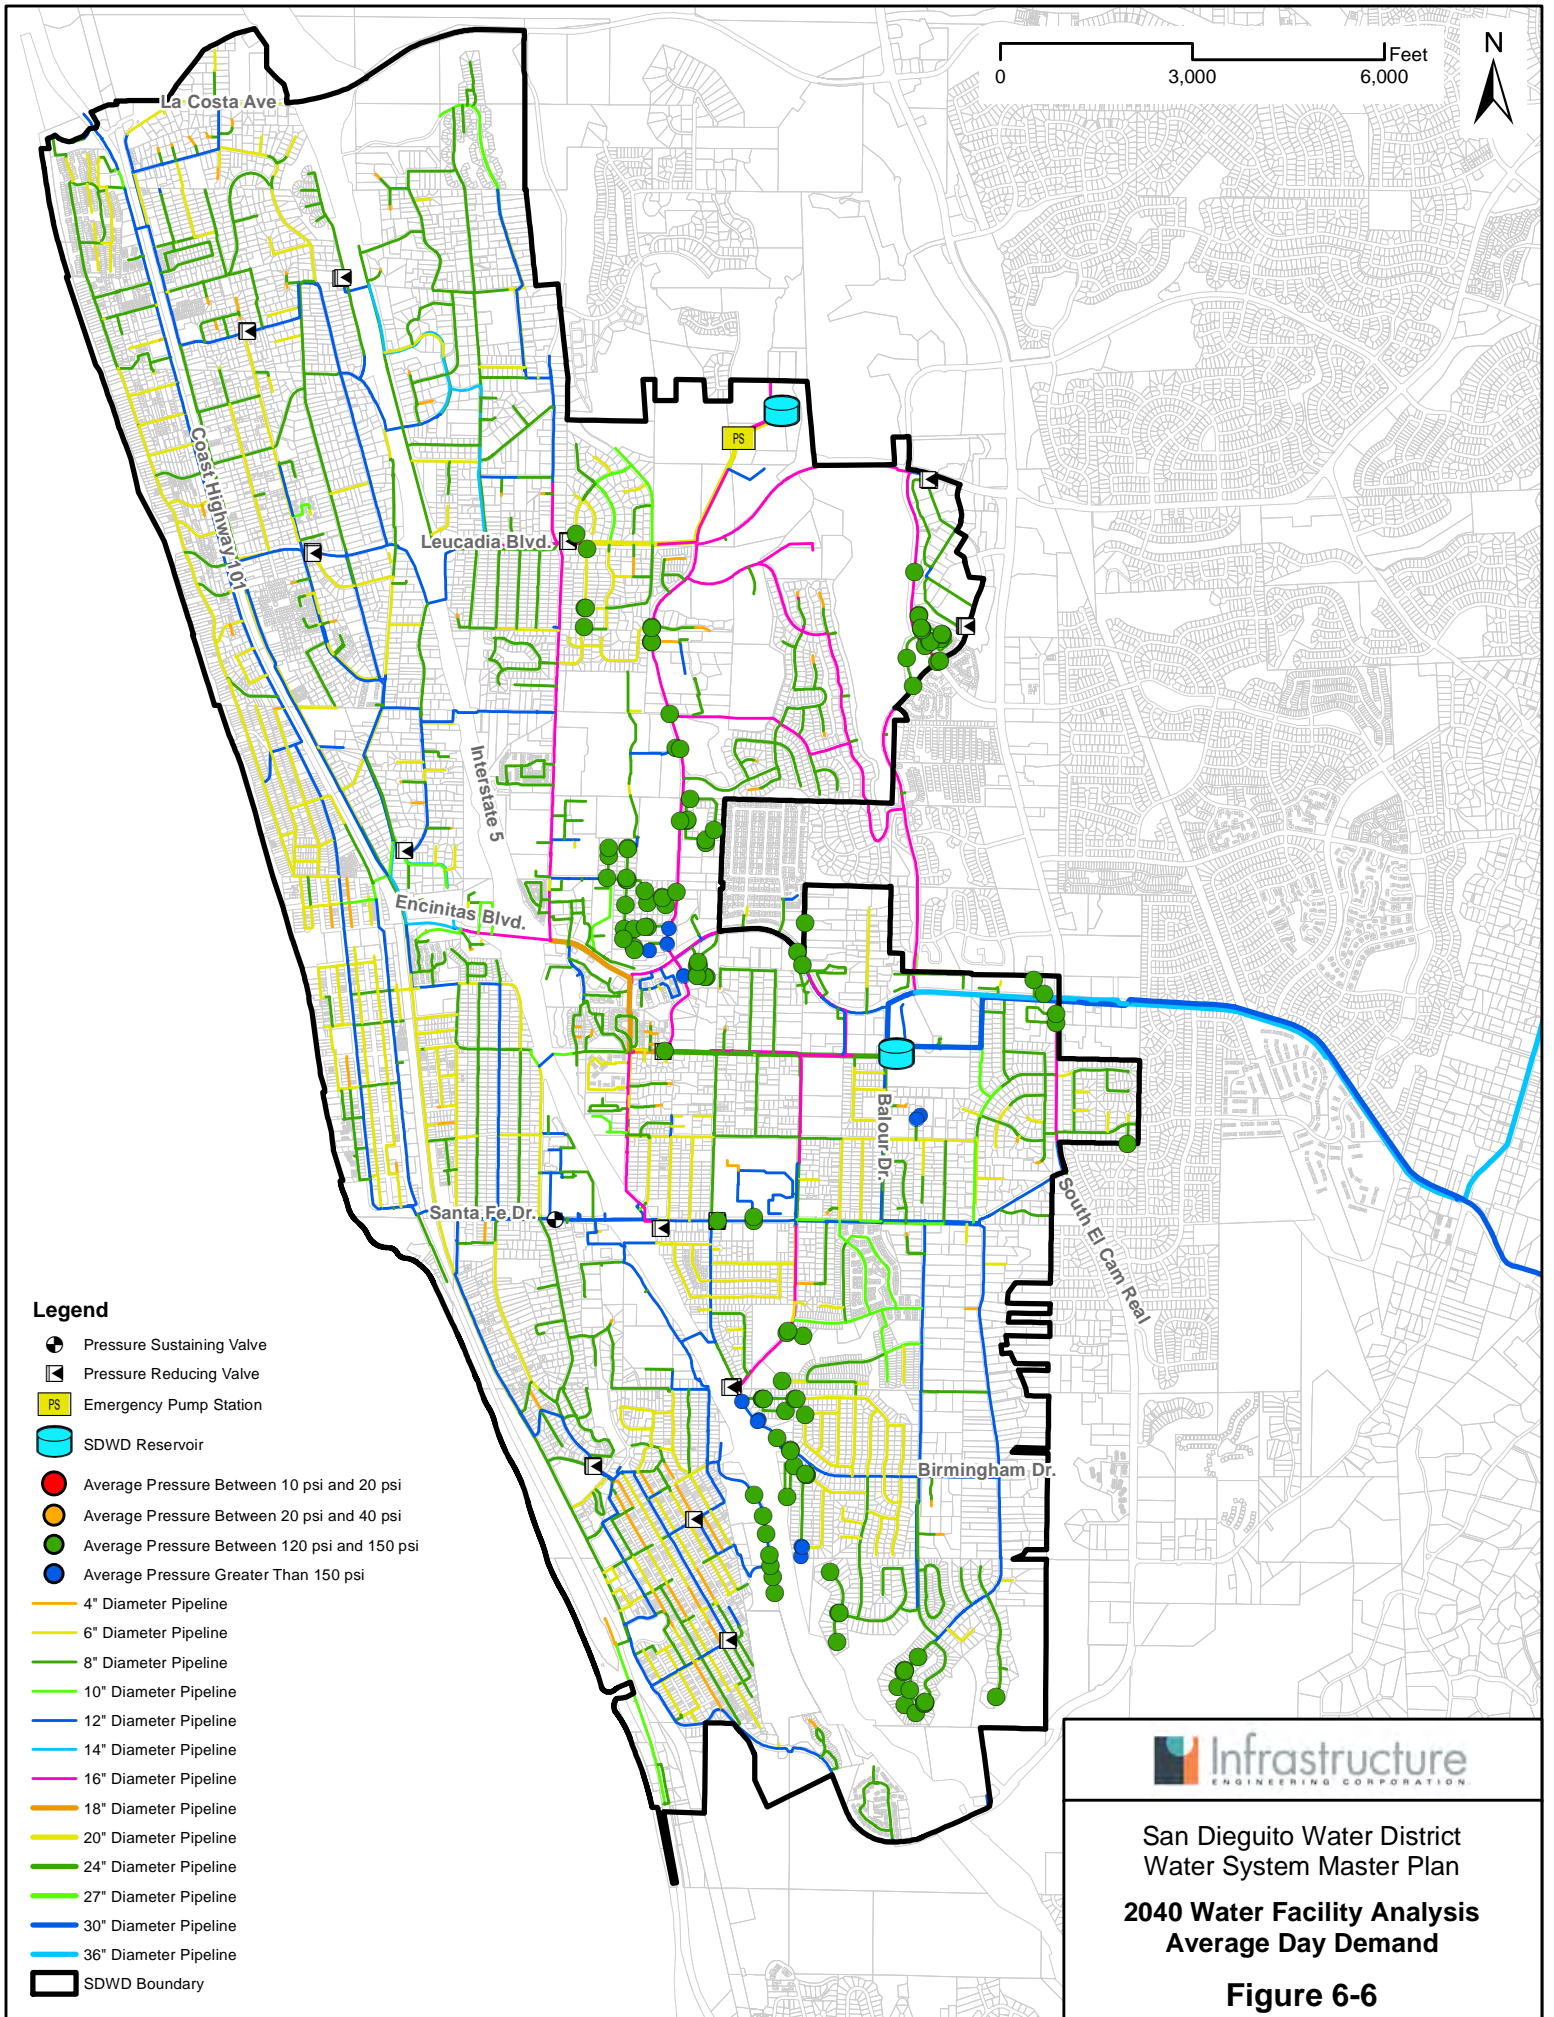 Feet
0
3,000
6,000
N
La Costa Ave
Coast Highway 101
PS
Leucadia Blvd.
Interstate 5
Encinitas Blvd.
Balour Dr.
Santa Fe Dr.
South El Cam Real
Birmingham Dr.
Legend
Pressure Sustaining Valve
Pressure Reducing Valve
PS Emergency Pump Station
SDWD Reservoir
Average Pressure Between 10 psi and 20 psi
Average Pressure Between 20 psi and 40 psi
Average Pressure Between 120 psi and 150 psi
Average Pressure Greater Than 150 psi
4" Diameter Pipeline
6" Diameter Pipeline
8" Diameter Pipeline
10" Diameter Pipeline
12" Diameter Pipeline
14" Diameter Pipeline
16" Diameter Pipeline
18" Diameter Pipeline
20" Diameter Pipeline
24" Diameter Pipeline
27" Diameter Pipeline
30" Diameter Pipeline
36" Diameter Pipeline
SDWD Boundary
Infrastructure
ENGINEERING CORPORATION
San Dieguito Water District
Water System Master Plan
2040 Water Facility Analysis
Average Day Demand
Figure 6-6